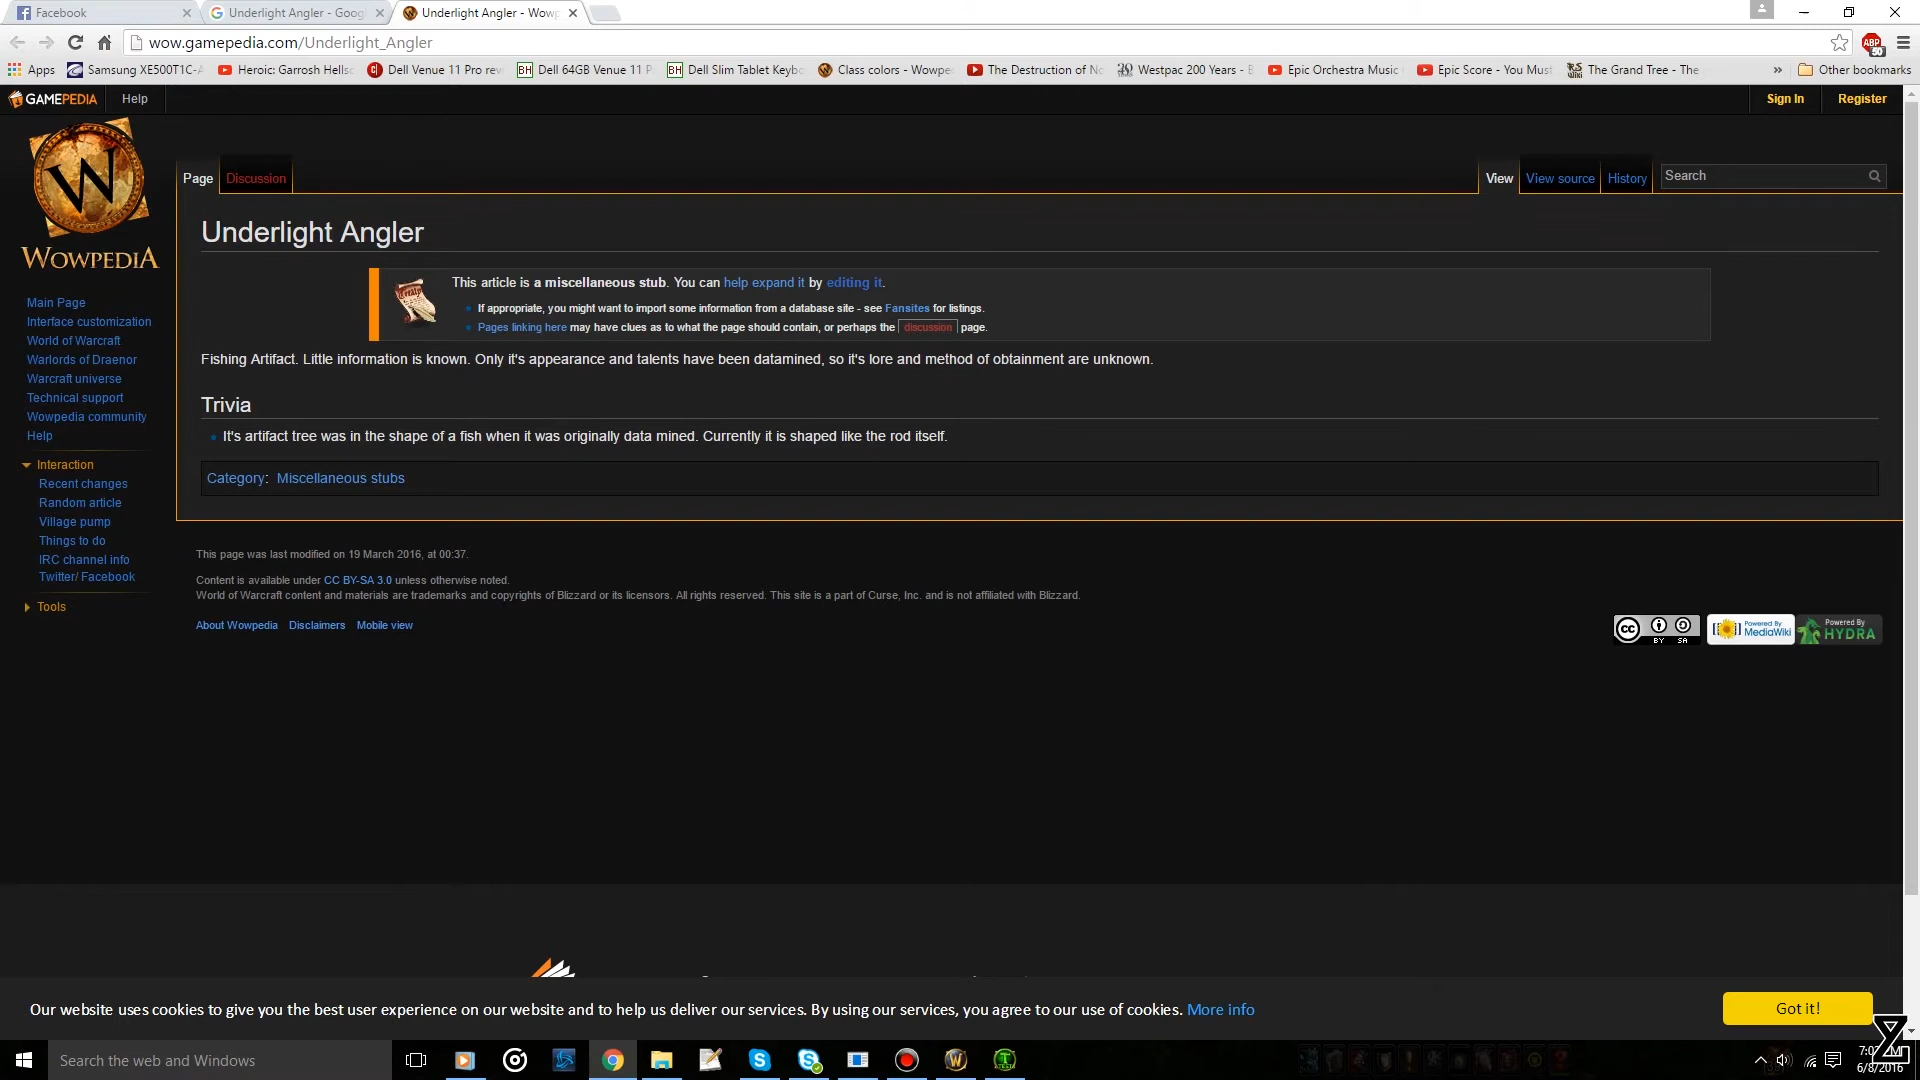 Facebook
Underlight Angler - Goog
Underlight Angler - Wowp
wow.gamepedia.com/Underlight_Angler
ABP
50
Apps
Samsung XE500T1C-A
Heroic: Garrosh Hells
Dell Venue 11 Pro rev
BH Dell 64GB Venue 11 P
BH Dell Slim Tablet Keyb
Class colors - Wowpe
The Destruction of No
Westpac 200 Years - B
Epic Orchestra Music
Epic Score - You Must
The Grand Tree - The
»
Other bookmarks
GAMEPEDIA
Help
Sign In
Register
W
WOWPEDIA
Page
Discussion
View
View source
History
Search
Underlight Angler
This article is a miscellaneous stub. You can help expand it by editing it.
If appropriate, you might want to import some information from a database site - see Fansites for listings.
Pages linking here may have clues as to what the page should contain, or perhaps the discussion page.
Fishing Artifact. Little information is known. Only it's appearance and talents have been datamined, so it's lore and method of obtainment are unknown.
Trivia
It's artifact tree was in the shape of a fish when it was originally data mined. Currently it is shaped like the rod itself.
Category: Miscellaneous stubs
Main Page
Interface customization
World of Warcraft
Warlords of Draenor
Warcraft universe
Technical support
Wowpedia community
Help
Interaction
Recent changes
Random article
Village pump
Things to do
IRC channel info
Twitter/ Facebook
Tools
This page was last modified on 19 March 2016, at 00:37.
Content is available under CC BY-SA 3.0 unless otherwise noted.
World of Warcraft content and materials are trademarks and copyrights of Blizzard or its licensors. All rights reserved. This site is a part of Curse, Inc. and is not affiliated with Blizzard.
About Wowpedia
Disclaimers
Mobile view
CC BY SA
Powered By MediaWiki
Powered By HYDRA
Our website uses cookies to give you the best user experience on our website and to help us deliver our services. By using our services, you agree to our use of cookies. More info
Got it!
Search the web and Windows
6/8/2016